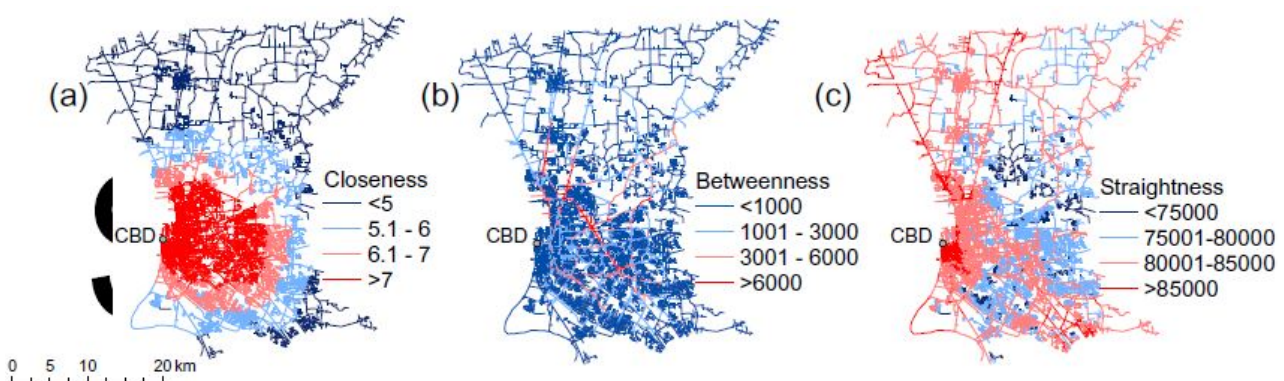 (a)
Closeness
<5
5.1 - 6
6.1 - 7
>7
CBD
(b)
Betweenness
<1000
1001 - 3000
3001 - 6000
>6000
CBD
(c)
Straightness
<75000
75001-80000
80001-85000
>85000
CBD
0 5 10 20 km